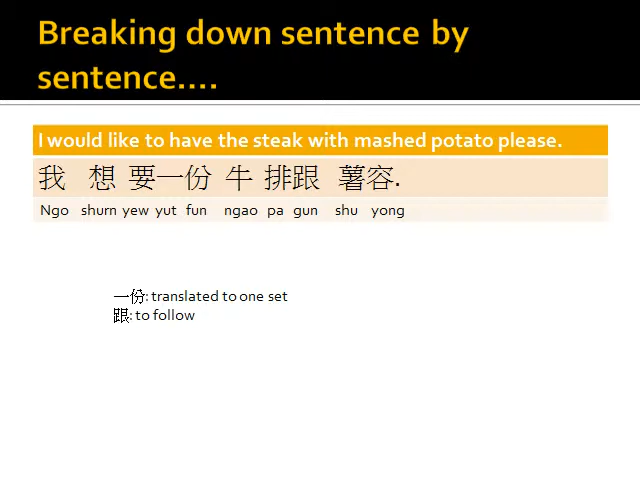 Breaking down sentence by
sentence....
I would like to have the steak with mashed potato please.
我 想 要一份 牛 排跟 薯容.
Ngo shurn yew yut fun ngao pa gun shu yong
一份: translated to one set
跟: to follow